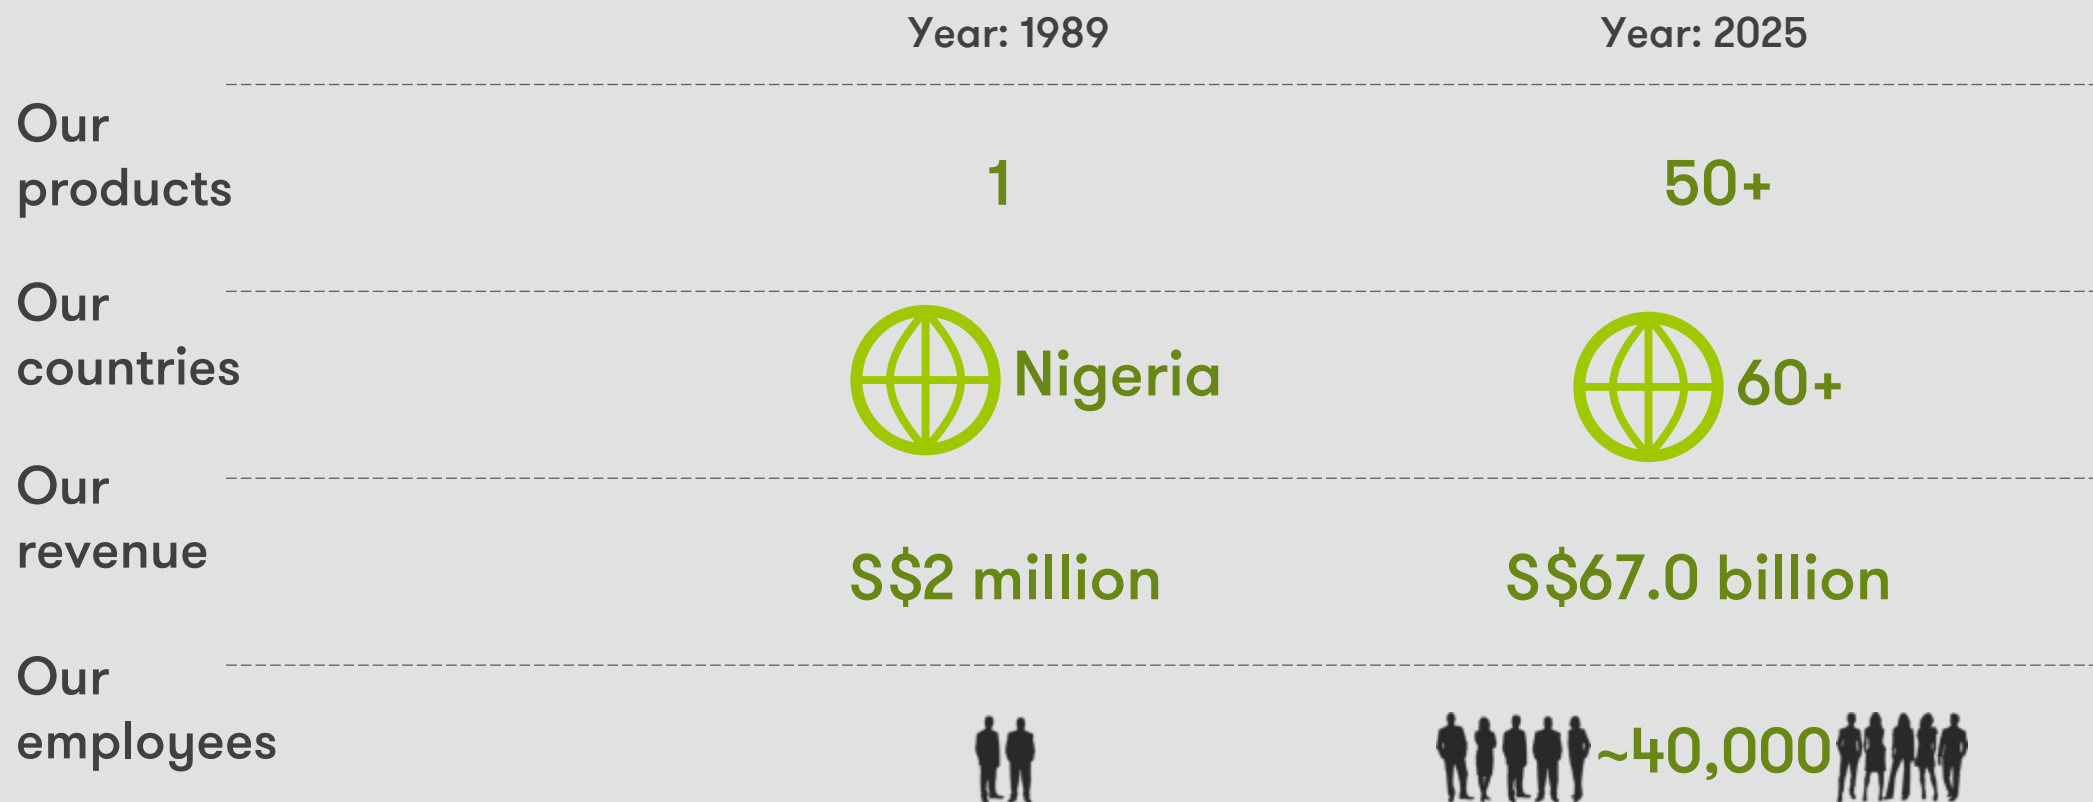 Year: 1989
Year: 2025
Our
products
1
50+
Our
countries
Nigeria
60+
Our
revenue
S$2 million
S$67.0 billion
Our
employees
~40,000